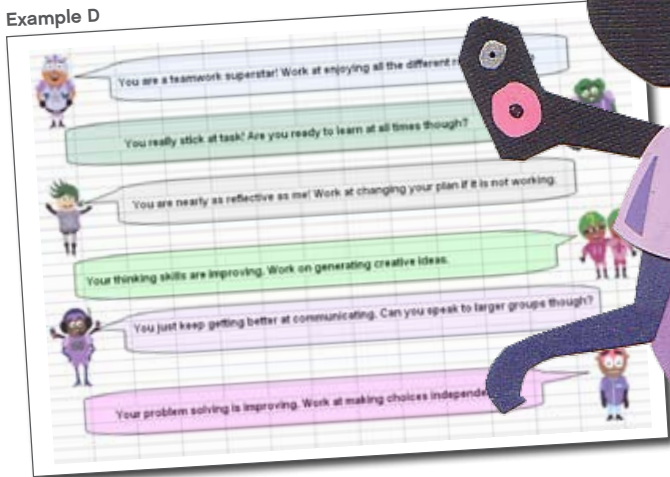 Example D
You are a teamwork superstar! Work at enjoying all the different
You really stick at task! Are you ready to learn at all times though?
You are nearly as reflective as me! Work at changing your plan if it is not working.
Your thinking skills are improving. Work on generating creative ideas.
You just keep getting better at communicating. Can you speak to larger groups though?
Your problem solving is improving. Work at making choices